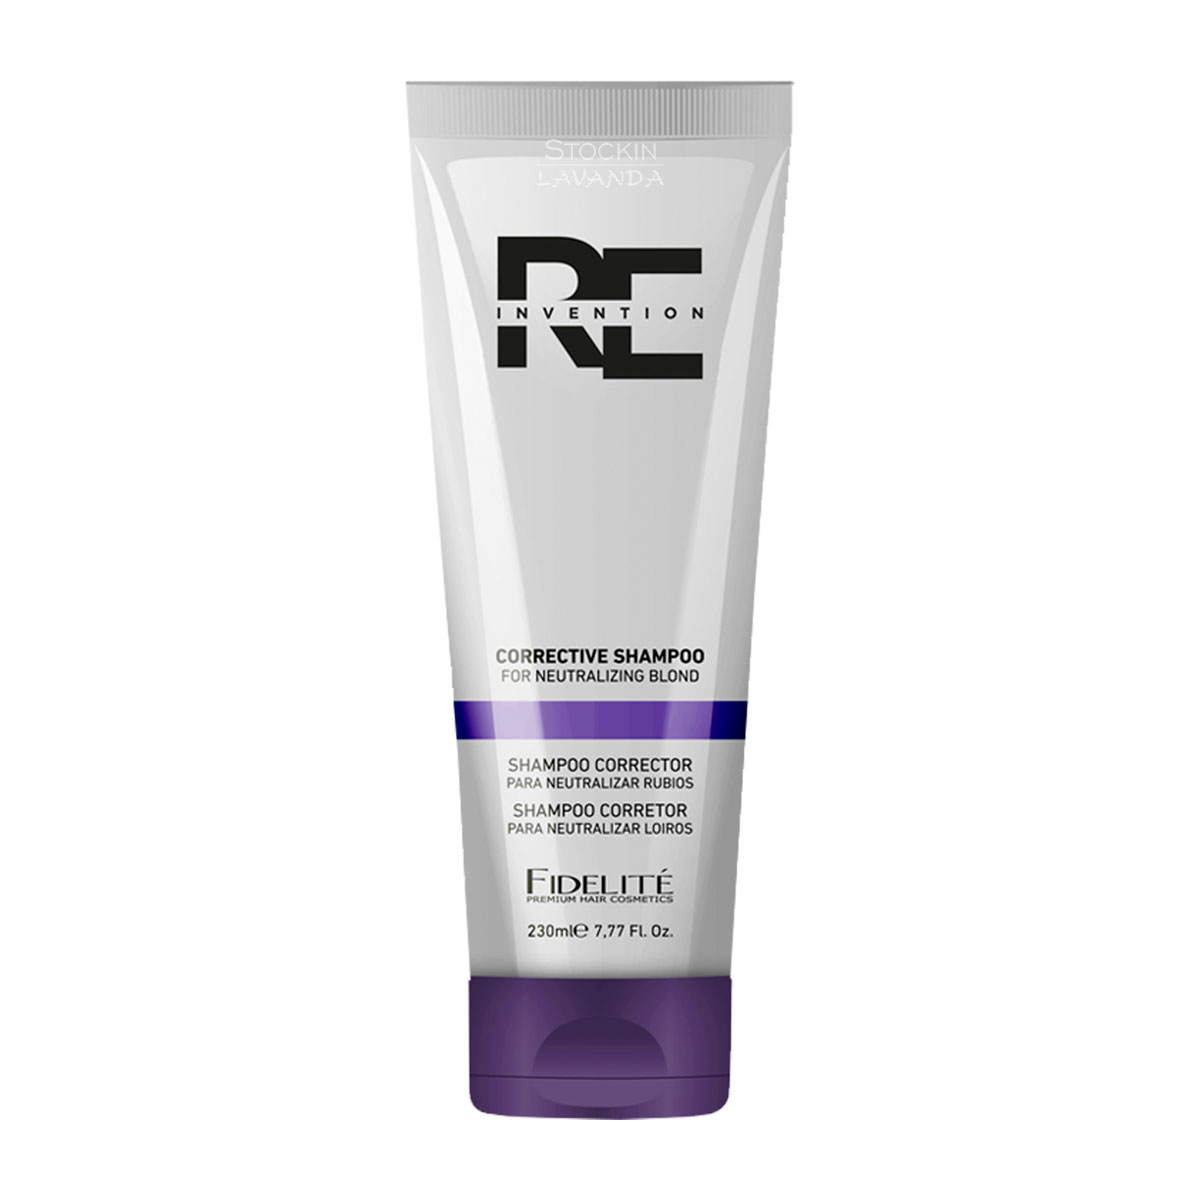 STOCKIN
LAVANDA
RE
INVENTION
CORRECTIVE SHAMPOO
FOR NEUTRALIZING BLOND
SHAMPOO CORRECTOR
PARA NEUTRALIZAR RUBIOS
SHAMPOO CORRETOR
PARA NEUTRALIZAR LOIROS
FIDELITÉ
PREMIUM HAIR COSMETICS
230ml℮ 7,77 Fl. Oz.